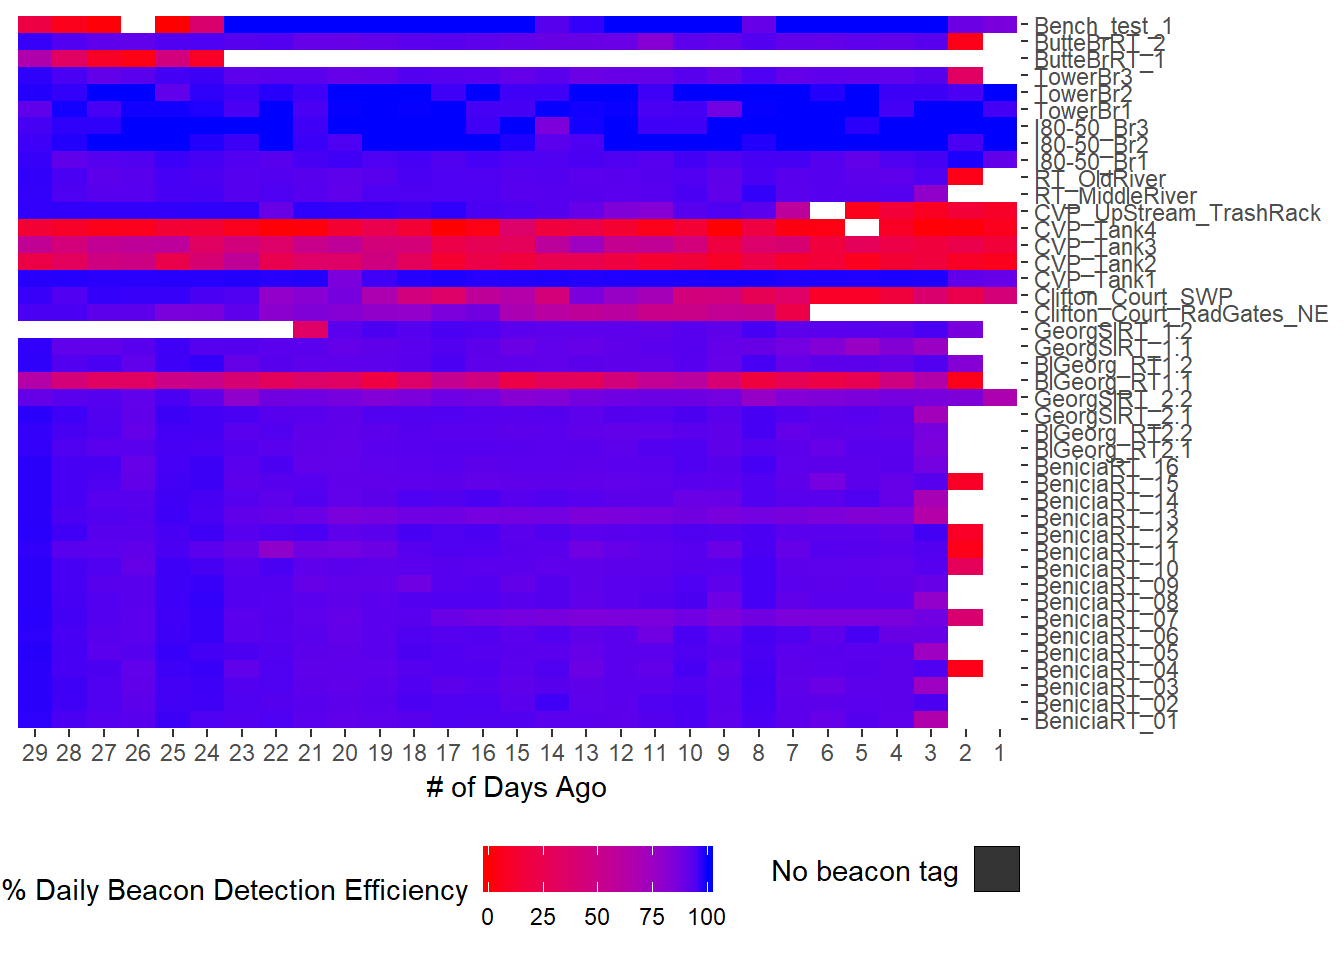 Bench_test_1
ButteBrRT_2
ButteBrRT_1
TowerBr3
TowerBr2
TowerBr1
I80-50_Br3
I80-50_Br2
I80-50_Br1
RT_OldRiver
RT_MiddleRiver
CVP_UpStream_TrashRack
CVP_Tank4
CVP_Tank3
CVP_Tank2
CVP_Tank1
Clifton_Court_SWP
Clifton_Court_RadGates_NE
GeorgSlRT_1.2
GeorgSlRT_1.1
BlGeorg_RT1.2
BlGeorg_RT1.1
GeorgSlRT_2.2
GeorgSlRT_2.1
BlGeorg_RT2.2
BlGeorg_RT2.1
BeniciaRT_16
BeniciaRT_15
BeniciaRT_14
BeniciaRT_13
BeniciaRT_12
BeniciaRT_11
BeniciaRT_10
BeniciaRT_09
BeniciaRT_08
BeniciaRT_07
BeniciaRT_06
BeniciaRT_05
BeniciaRT_04
BeniciaRT_03
BeniciaRT_02
BeniciaRT_01
29 28 27 26 25 24 23 22 21 20 19 18 17 16 15 14 13 12 11 10 9 8 7 6 5 4 3 2 1
# of Days Ago
% Daily Beacon Detection Efficiency
0 25 50 75 100
No beacon tag